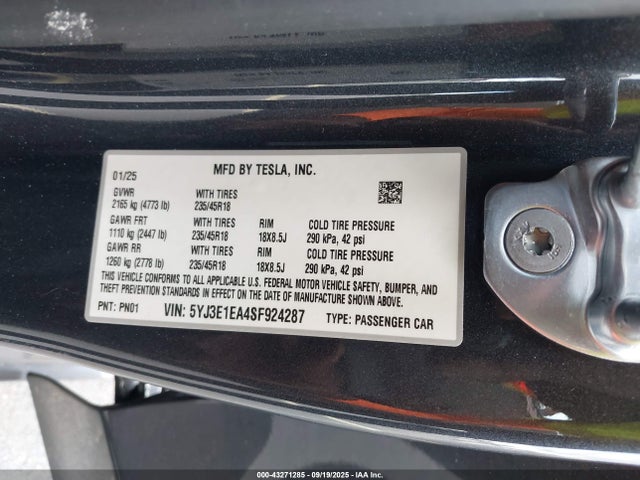 01/25 MFD BY TESLA, INC.
GVWR WITH TIRES
2165 kg (4773 lb) 235/45R18
GAWR FRT WITH TIRES RIM COLD TIRE PRESSURE
1110 kg (2447 lb) 235/45R18 18X8.5J 290 kPa, 42 psi
GAWR RR WITH TIRES RIM COLD TIRE PRESSURE
1260 kg (2778 lb) 235/45R18 18X8.5J 290 kPa, 42 psi
THIS VEHICLE CONFORMS TO ALL APPLICABLE U.S. FEDERAL MOTOR VEHICLE SAFETY, BUMPER, AND
THEFT PREVENTION STANDARDS IN EFFECT ON THE DATE OF MANUFACTURE SHOWN ABOVE.
PNT: PN01 VIN: 5YJ3E1EA4SF924287 TYPE: PASSENGER CAR
OOO - 43271285 - 09/19/2025 - IAA Inc.